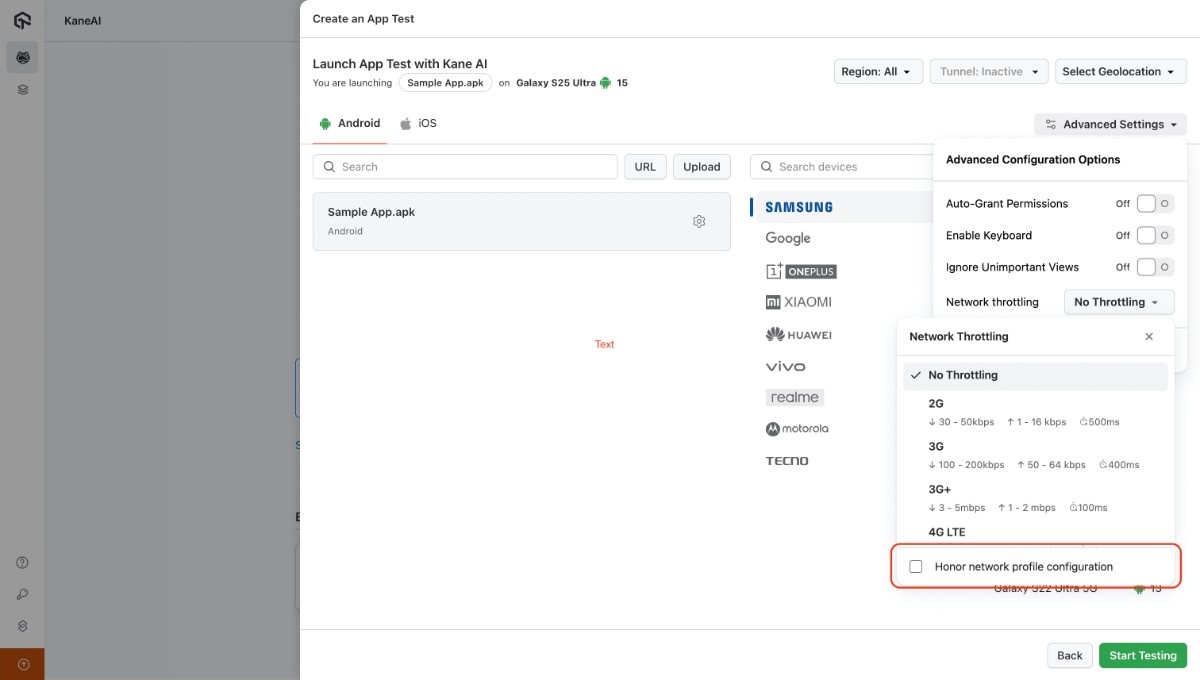 KaneAI
Create an App Test
Launch App Test with Kane AI
You are launching Sample App.apk on Galaxy S25 Ultra 15
Region: All
Tunnel: Inactive
Select Geolocation
Android
iOS
Advanced Settings
Search
URL
Upload
Search devices
Sample App.apk
Android
Text
SAMSUNG
Google
1+ ONEPLUS
mi XIAOMI
HUAWEI
vivo
realme
motorola
TECNO
Advanced Configuration Options
Auto-Grant Permissions Off
Enable Keyboard Off
Ignore Unimportant Views Off
Network throttling No Throttling
Network Throttling
No Throttling
2G
↓ 30 - 50kbps ↑ 1 - 16 kbps 500ms
3G
↓ 100 - 200kbps ↑ 50 - 64 kbps 400ms
3G+
↓ 3 - 5mbps ↑ 1 - 2 mbps 100ms
4G LTE
Honor network profile configuration
Galaxy S22 Ultra 5G 13
Back
Start Testing